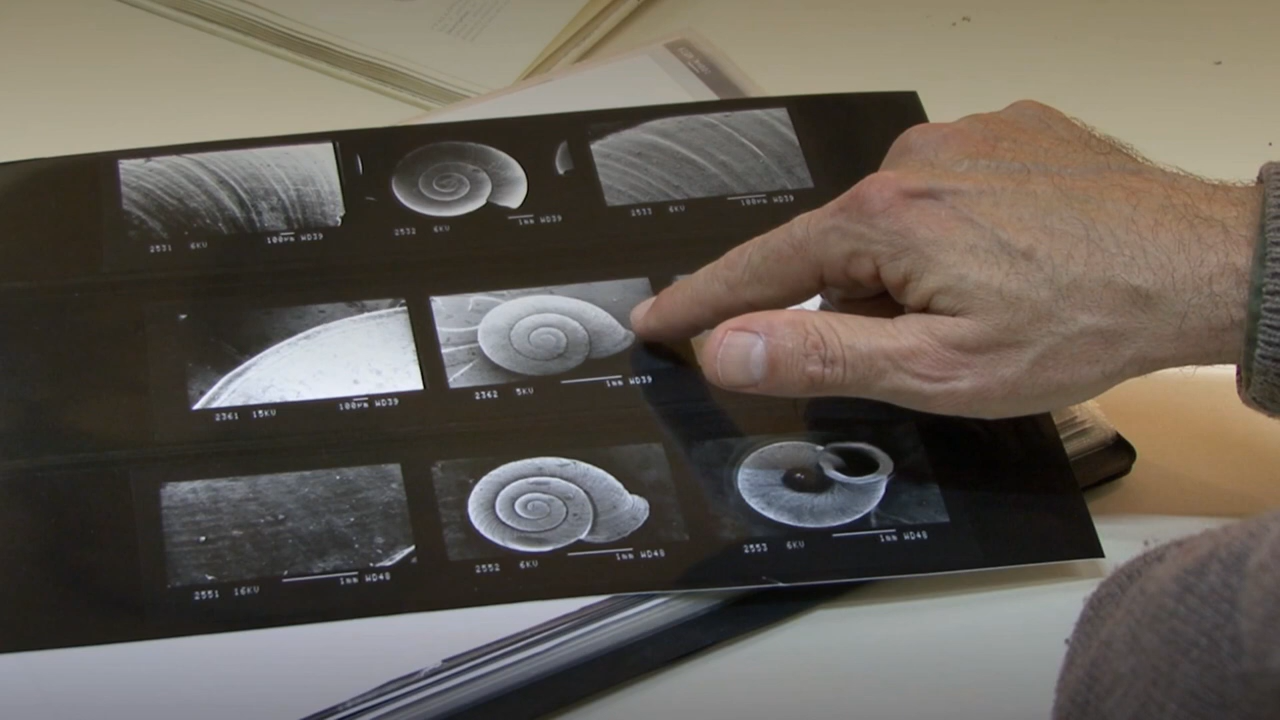 2531 6KV 100µm WD39
2532 6KV 1mm WD39
2533 6KV 100µm WD39
2361 15KV 100µm WD39
2362 5KV 1mm WD39
2551 16KV 1mm WD48
2552 6KV 1mm WD48
2553 6KV 1mm WD48